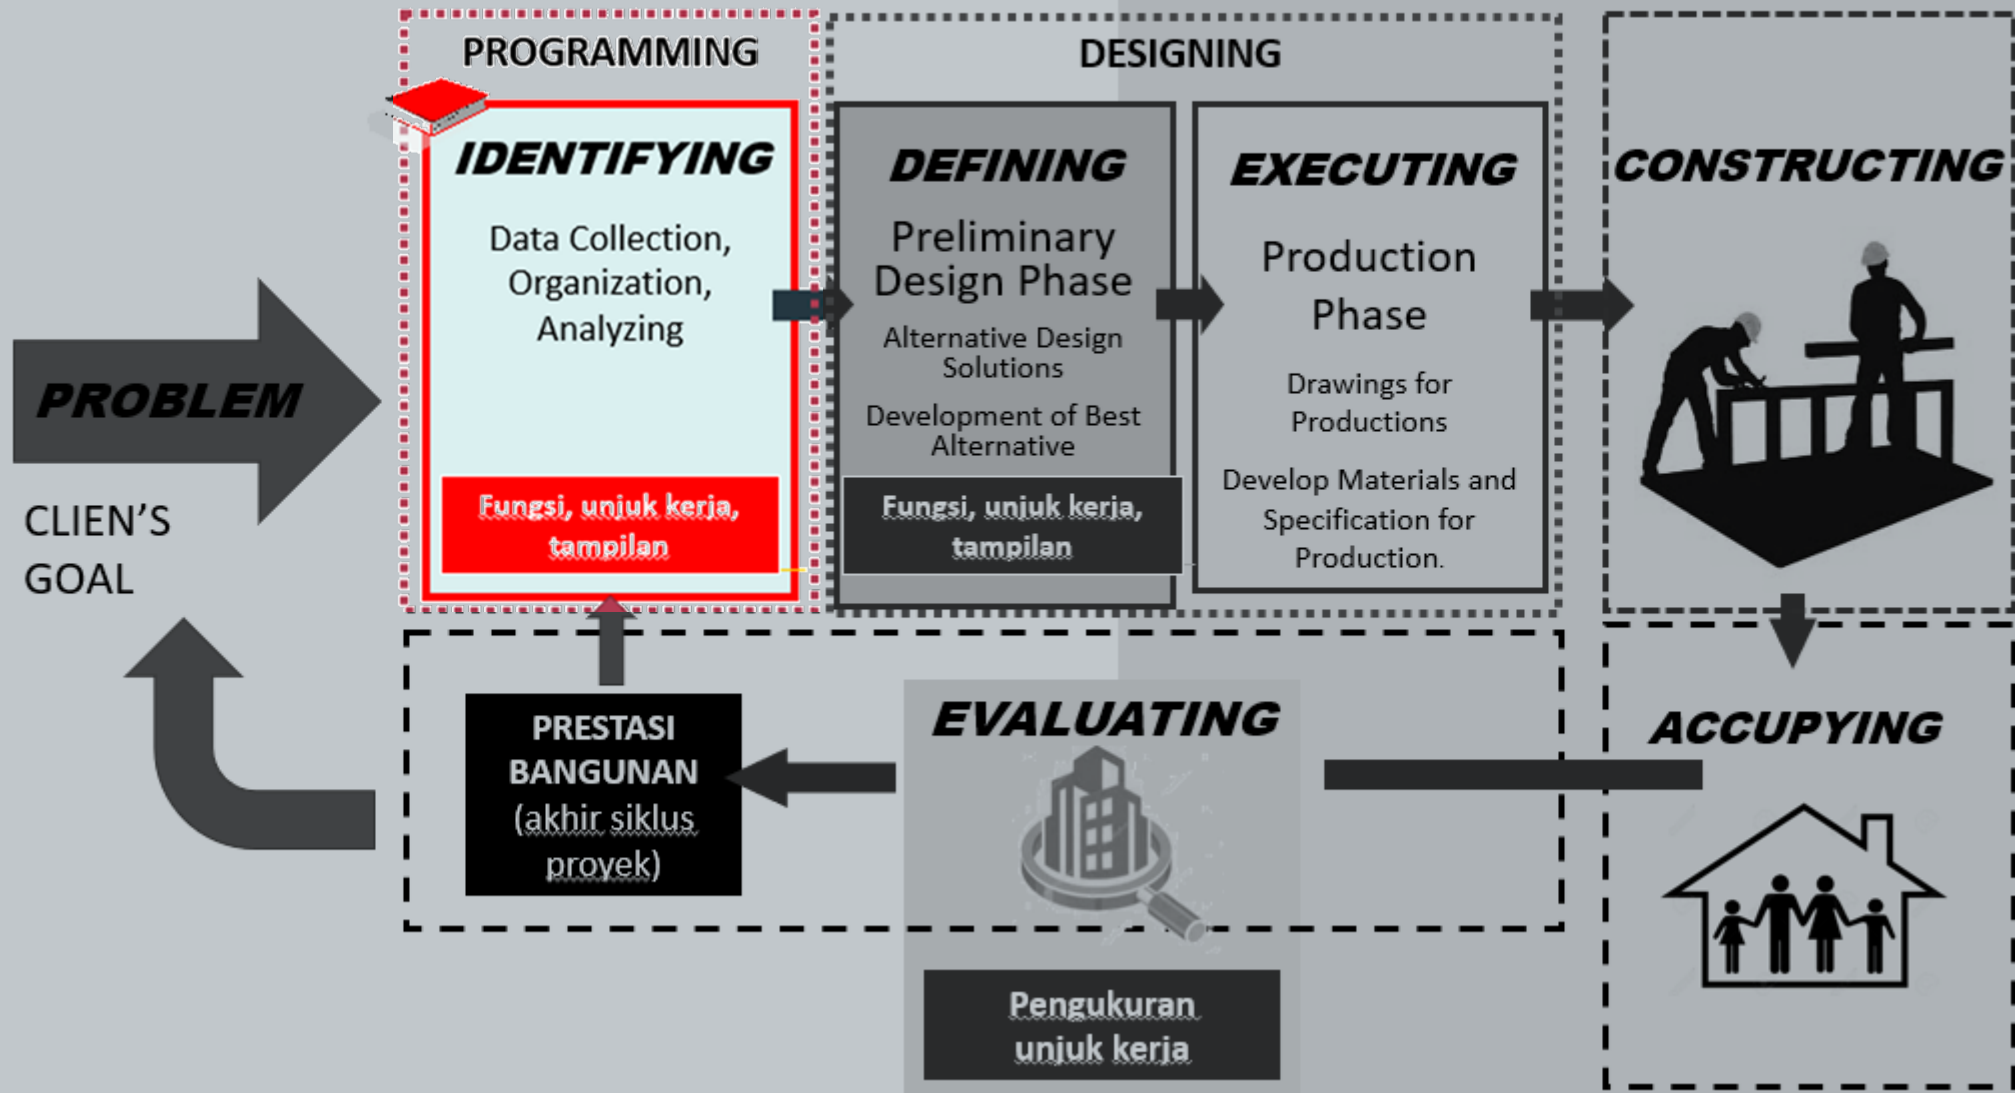 PROGRAMMING
IDENTIFYING
Data Collection,
Organization,
Analyzing
Fungsi, unjuk kerja,
tampilan
DESIGNING
DEFINING
Preliminary
Design Phase
Alternative Design
Solutions
Development of Best
Alternative
Fungsi, unjuk kerja,
tampilan
EXECUTING
Production
Phase
Drawings for
Productions
Develop Materials and
Specification for
Production.
CONSTRUCTING
PROBLEM
CLIEN’S
GOAL
PRESTASI
BANGUNAN
(akhir siklus
proyek)
EVALUATING
Pengukuran
unjuk kerja
ACCUPYING